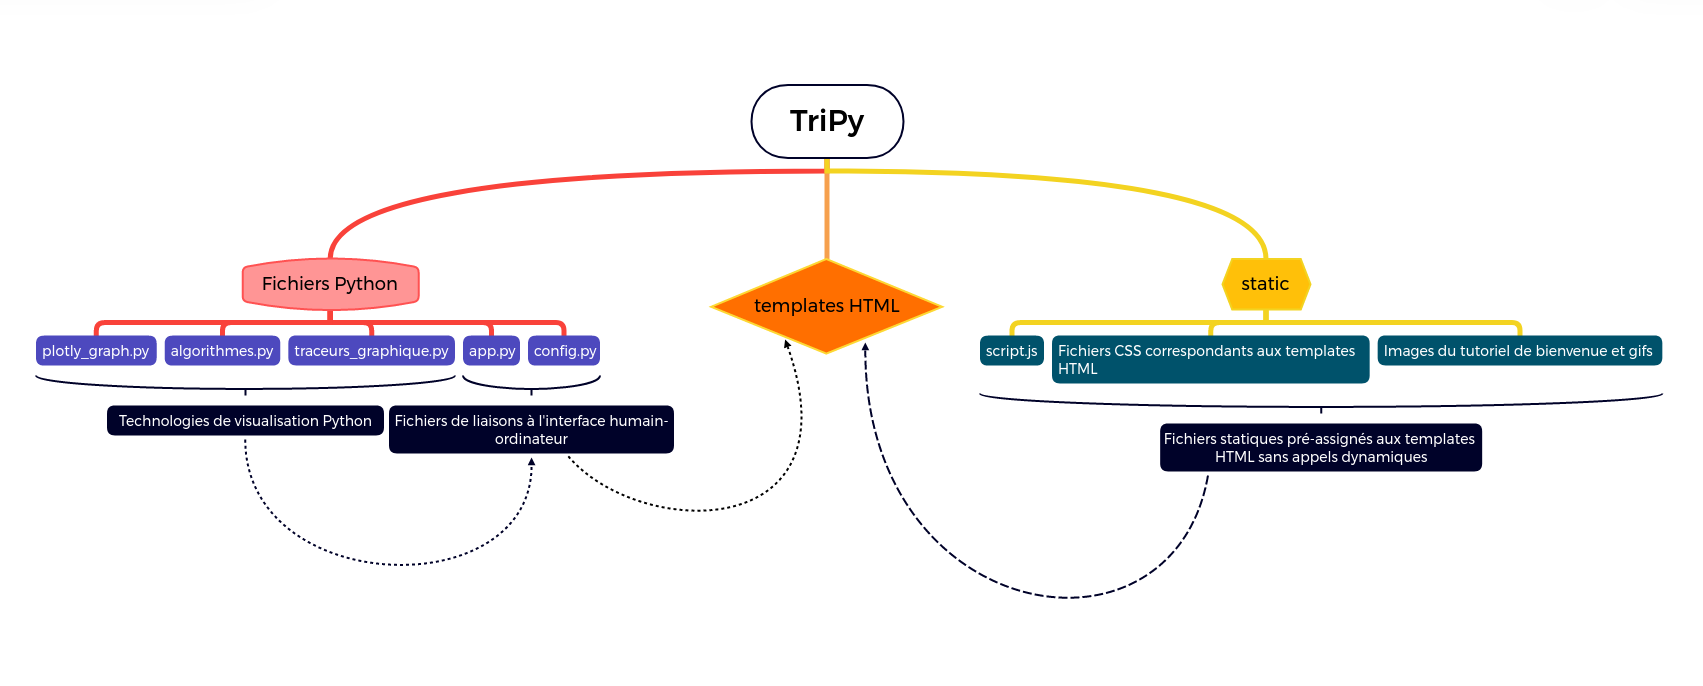 TriPy
Fichiers Python
templates HTML
static
plotly_graph.py
algorithmes.py
traceurs_graphique.py
app.py
config.py
script.js
Fichiers CSS correspondants aux templates
HTML
Images du tutoriel de bienvenue et gifs
Technologies de visualisation Python
Fichiers de liaisons à l'interface humain-
ordinateur
Fichiers statiques pré-assignés aux templates
HTML sans appels dynamiques